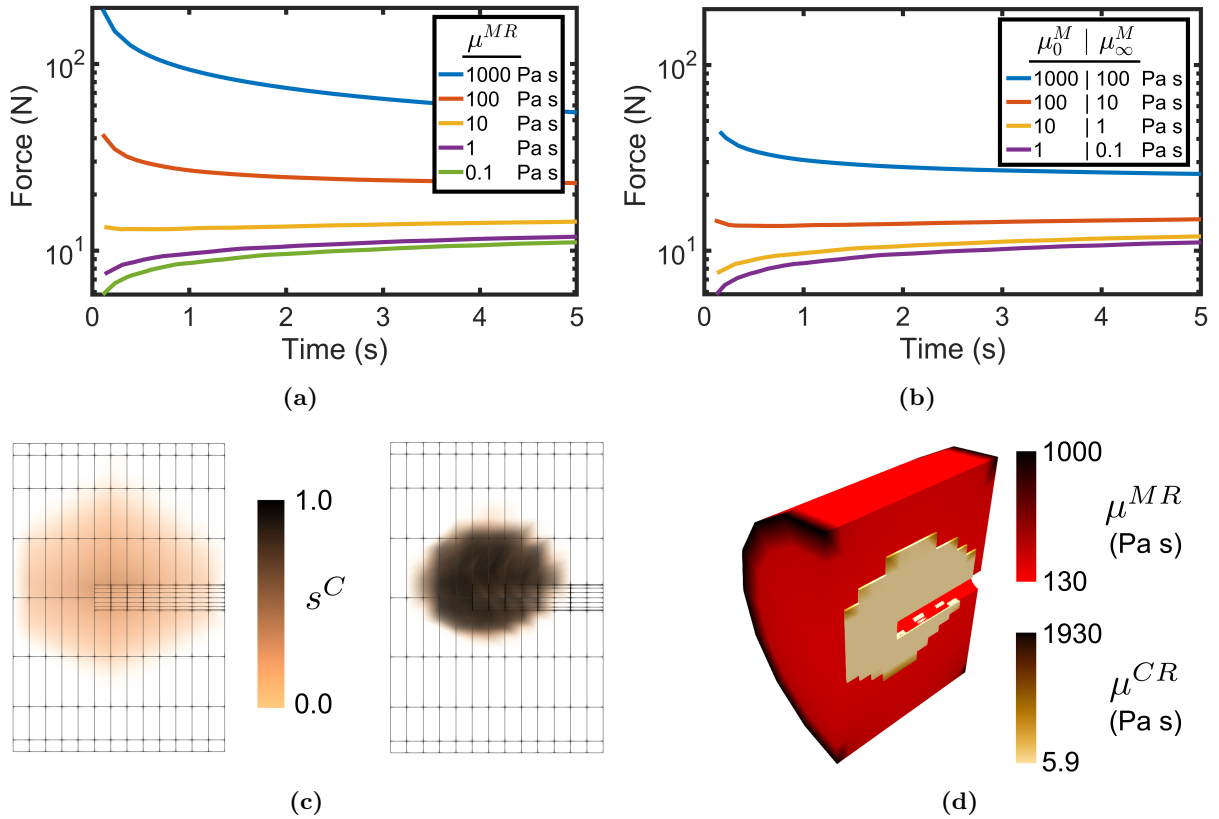 μ^{MR}
1000 Pa s
100 Pa s
10 Pa s
1 Pa s
0.1 Pa s
10^2
10^1
Force (N)
0 1 2 3 4 5
Time (s)
(a)
μ_0^M | μ_∞^M
1000 | 100 Pa s
100 | 10 Pa s
10 | 1 Pa s
1 | 0.1 Pa s
10^2
10^1
Force (N)
0 1 2 3 4 5
Time (s)
(b)
1.0
s^C
0.0
(c)
1000
μ^{MR}
(Pa s)
130
1930
μ^{CR}
(Pa s)
5.9
(d)